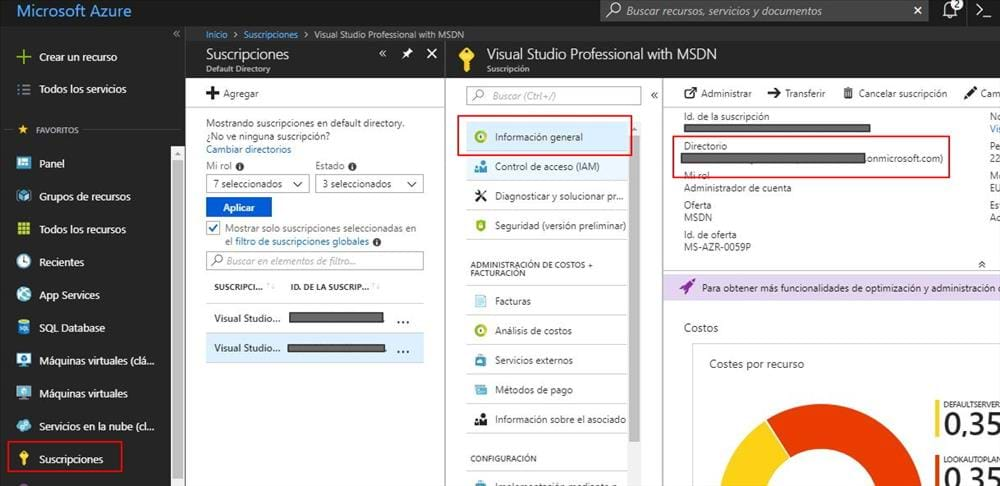 Microsoft Azure
Buscar recursos, servicios y documentos
2
Crear un recurso
Todos los servicios
FAVORITOS
Panel
Grupos de recursos
Todos los recursos
Recientes
App Services
SQL Database
Máquinas virtuales (clá...
Máquinas virtuales
Servicios en la nube (cl...
Suscripciones
Inicio > Suscripciones > Visual Studio Professional with MSDN
Suscripciones
Default Directory
Agregar
Mostrando suscripciones en default directory.
¿No ve ninguna suscripción?
Cambiar directorios
Mi rol Estado
7 seleccionados 3 seleccionados
Aplicar
Mostrar solo suscripciones seleccionadas en
el filtro de suscripciones globales
Buscar en elementos de filtro...
SUSCRIPCI... ID. DE LA SUSCRIP...
Visual Studio... ...
Visual Studio... ...
Visual Studio Professional with MSDN
Suscripción
Buscar (Ctrl+/)
Información general
Control de acceso (IAM)
Diagnosticar y solucionar pr...
Seguridad (versión preliminar)
ADMINISTRACIÓN DE COSTOS +
FACTURACIÓN
Facturas
Análisis de costos
Servicios externos
Métodos de pago
Información sobre el asociado
CONFIGURACIÓN
Administrar Transferir Cancelar suscripción Cam
Id. de la suscripción
Directorio
.onmicrosoft.com)
Mi rol
Administrador de cuenta
Oferta
MSDN
Id. de oferta
MS-AZR-0059P
No
Vis
Pe
22
Mo
EU
Es
Act
Para obtener más funcionalidades de optimización y administración
Costos
Costes por recurso
DEFAULTSERVER
0,35
LOOKAUTOPLAN
0,35